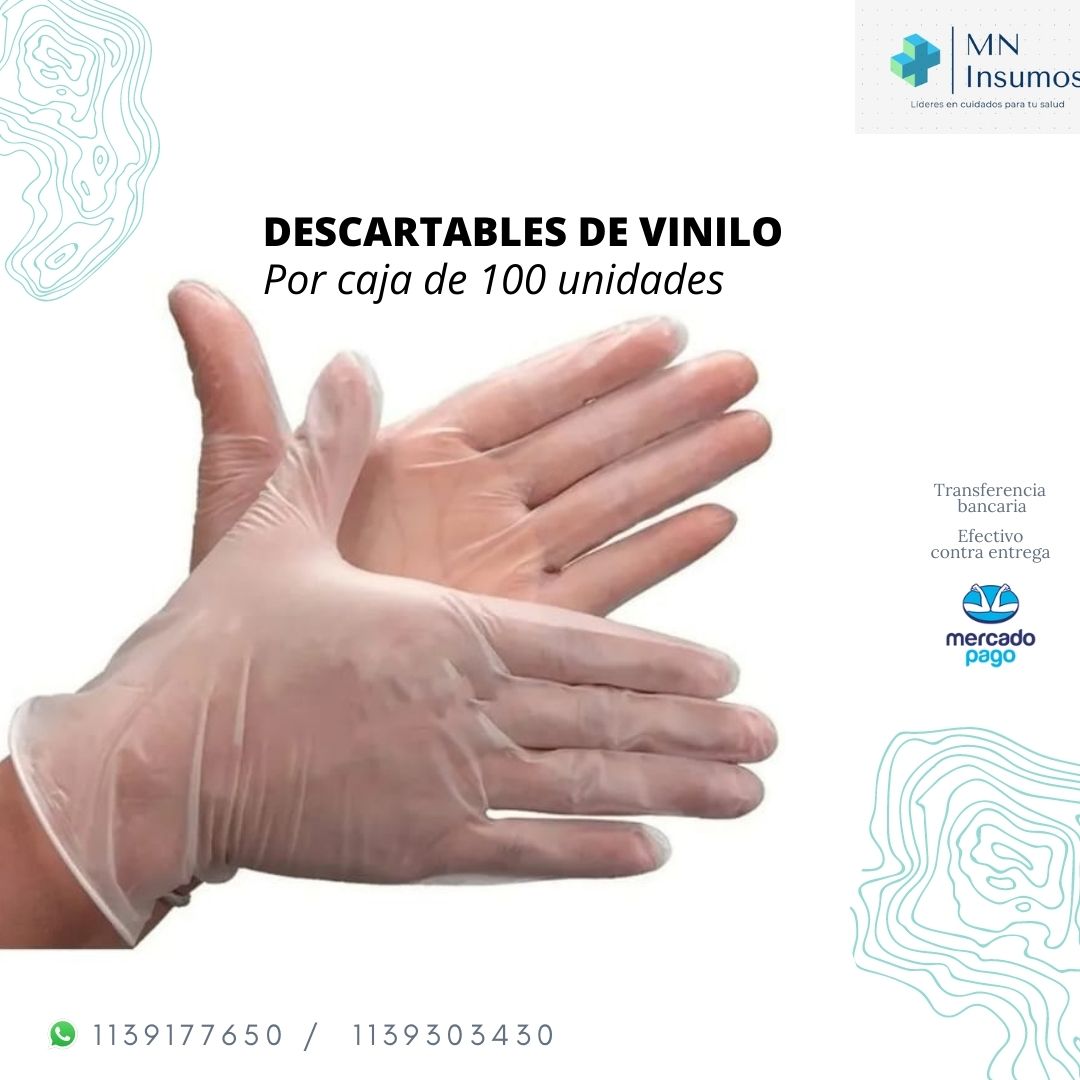 MN
Insumos
Líderes en cuidados para tu salud
DESCARTABLES DE VINILO
Por caja de 100 unidades
Transferencia
bancaria
Efectivo
contra entrega
mercado
pago
1139177650 / 1139303430